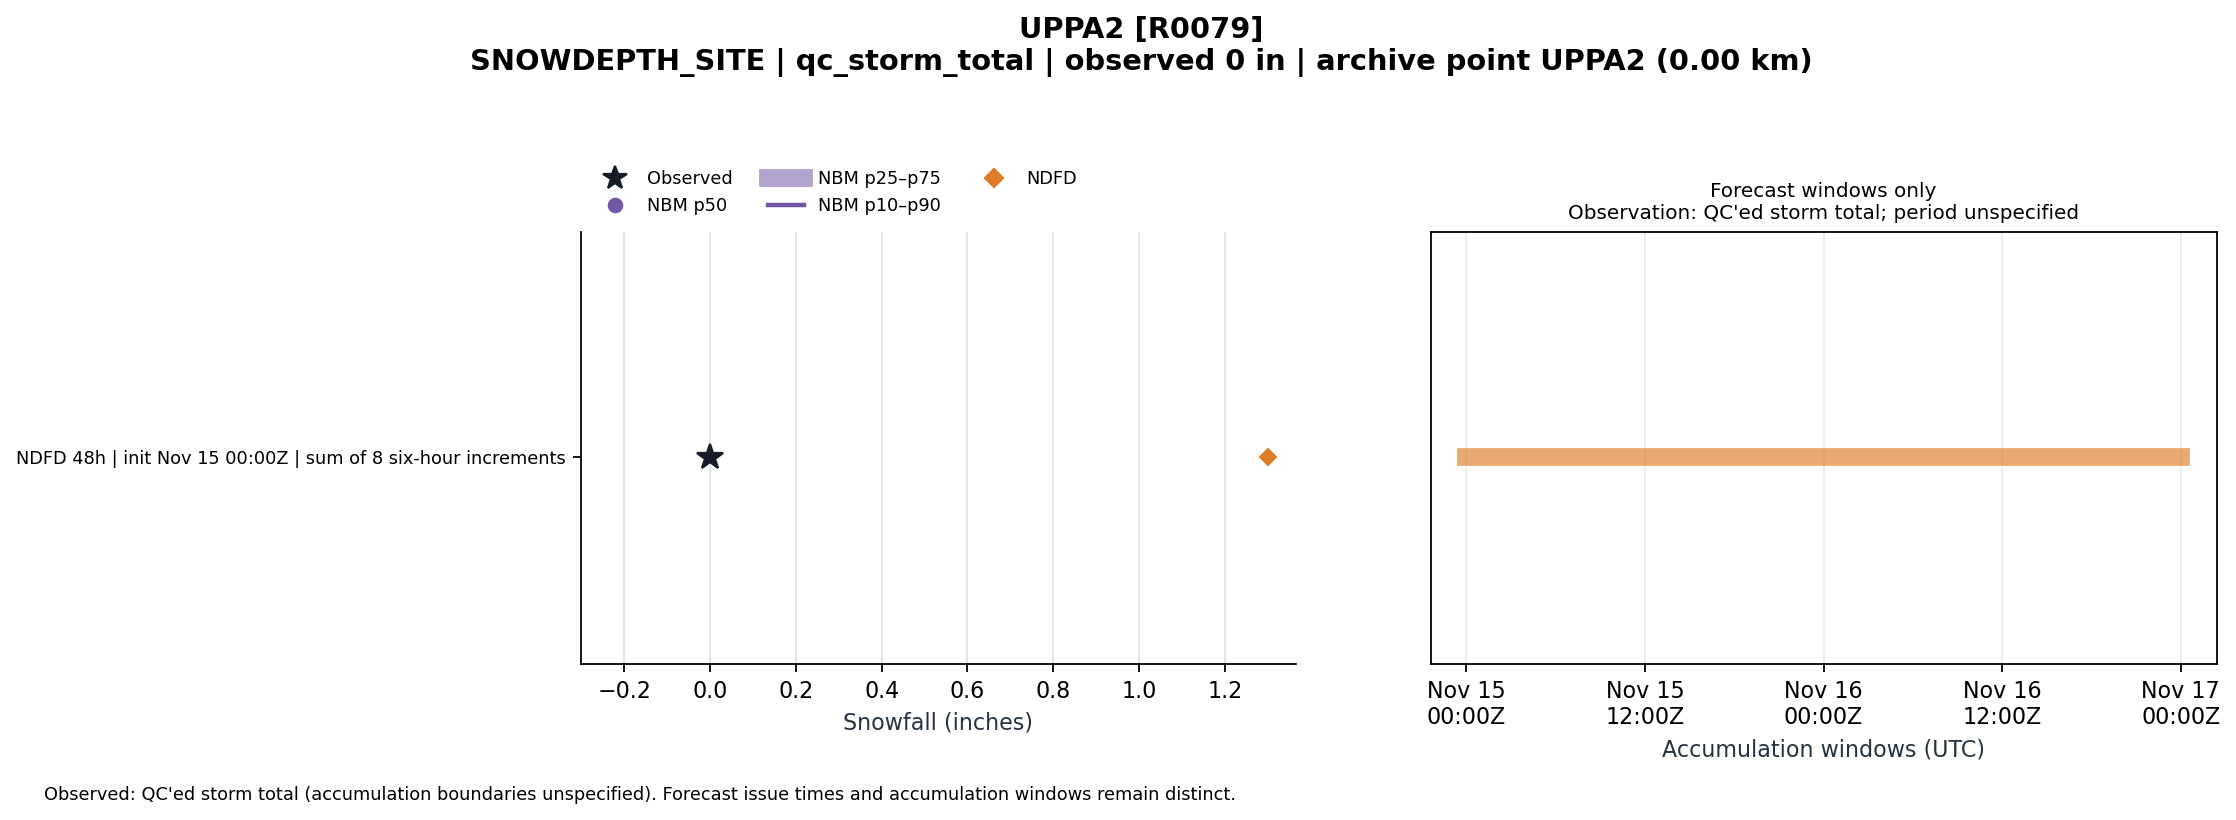 UPPA2 [R0079]
SNOWDEPTH_SITE | qc_storm_total | observed 0 in | archive point UPPA2 (0.00 km)
Observed
NBM p50
NBM p25–p75
NBM p10–p90
NDFD
Forecast windows only
Observation: QC'ed storm total; period unspecified
NDFD 48h | init Nov 15 00:00Z | sum of 8 six-hour increments
−0.2 0.0 0.2 0.4 0.6 0.8 1.0 1.2
Snowfall (inches)
Nov 15 Nov 15 Nov 16 Nov 16 Nov 17
00:00Z 12:00Z 00:00Z 12:00Z 00:00Z
Accumulation windows (UTC)
Observed: QC'ed storm total (accumulation boundaries unspecified). Forecast issue times and accumulation windows remain distinct.